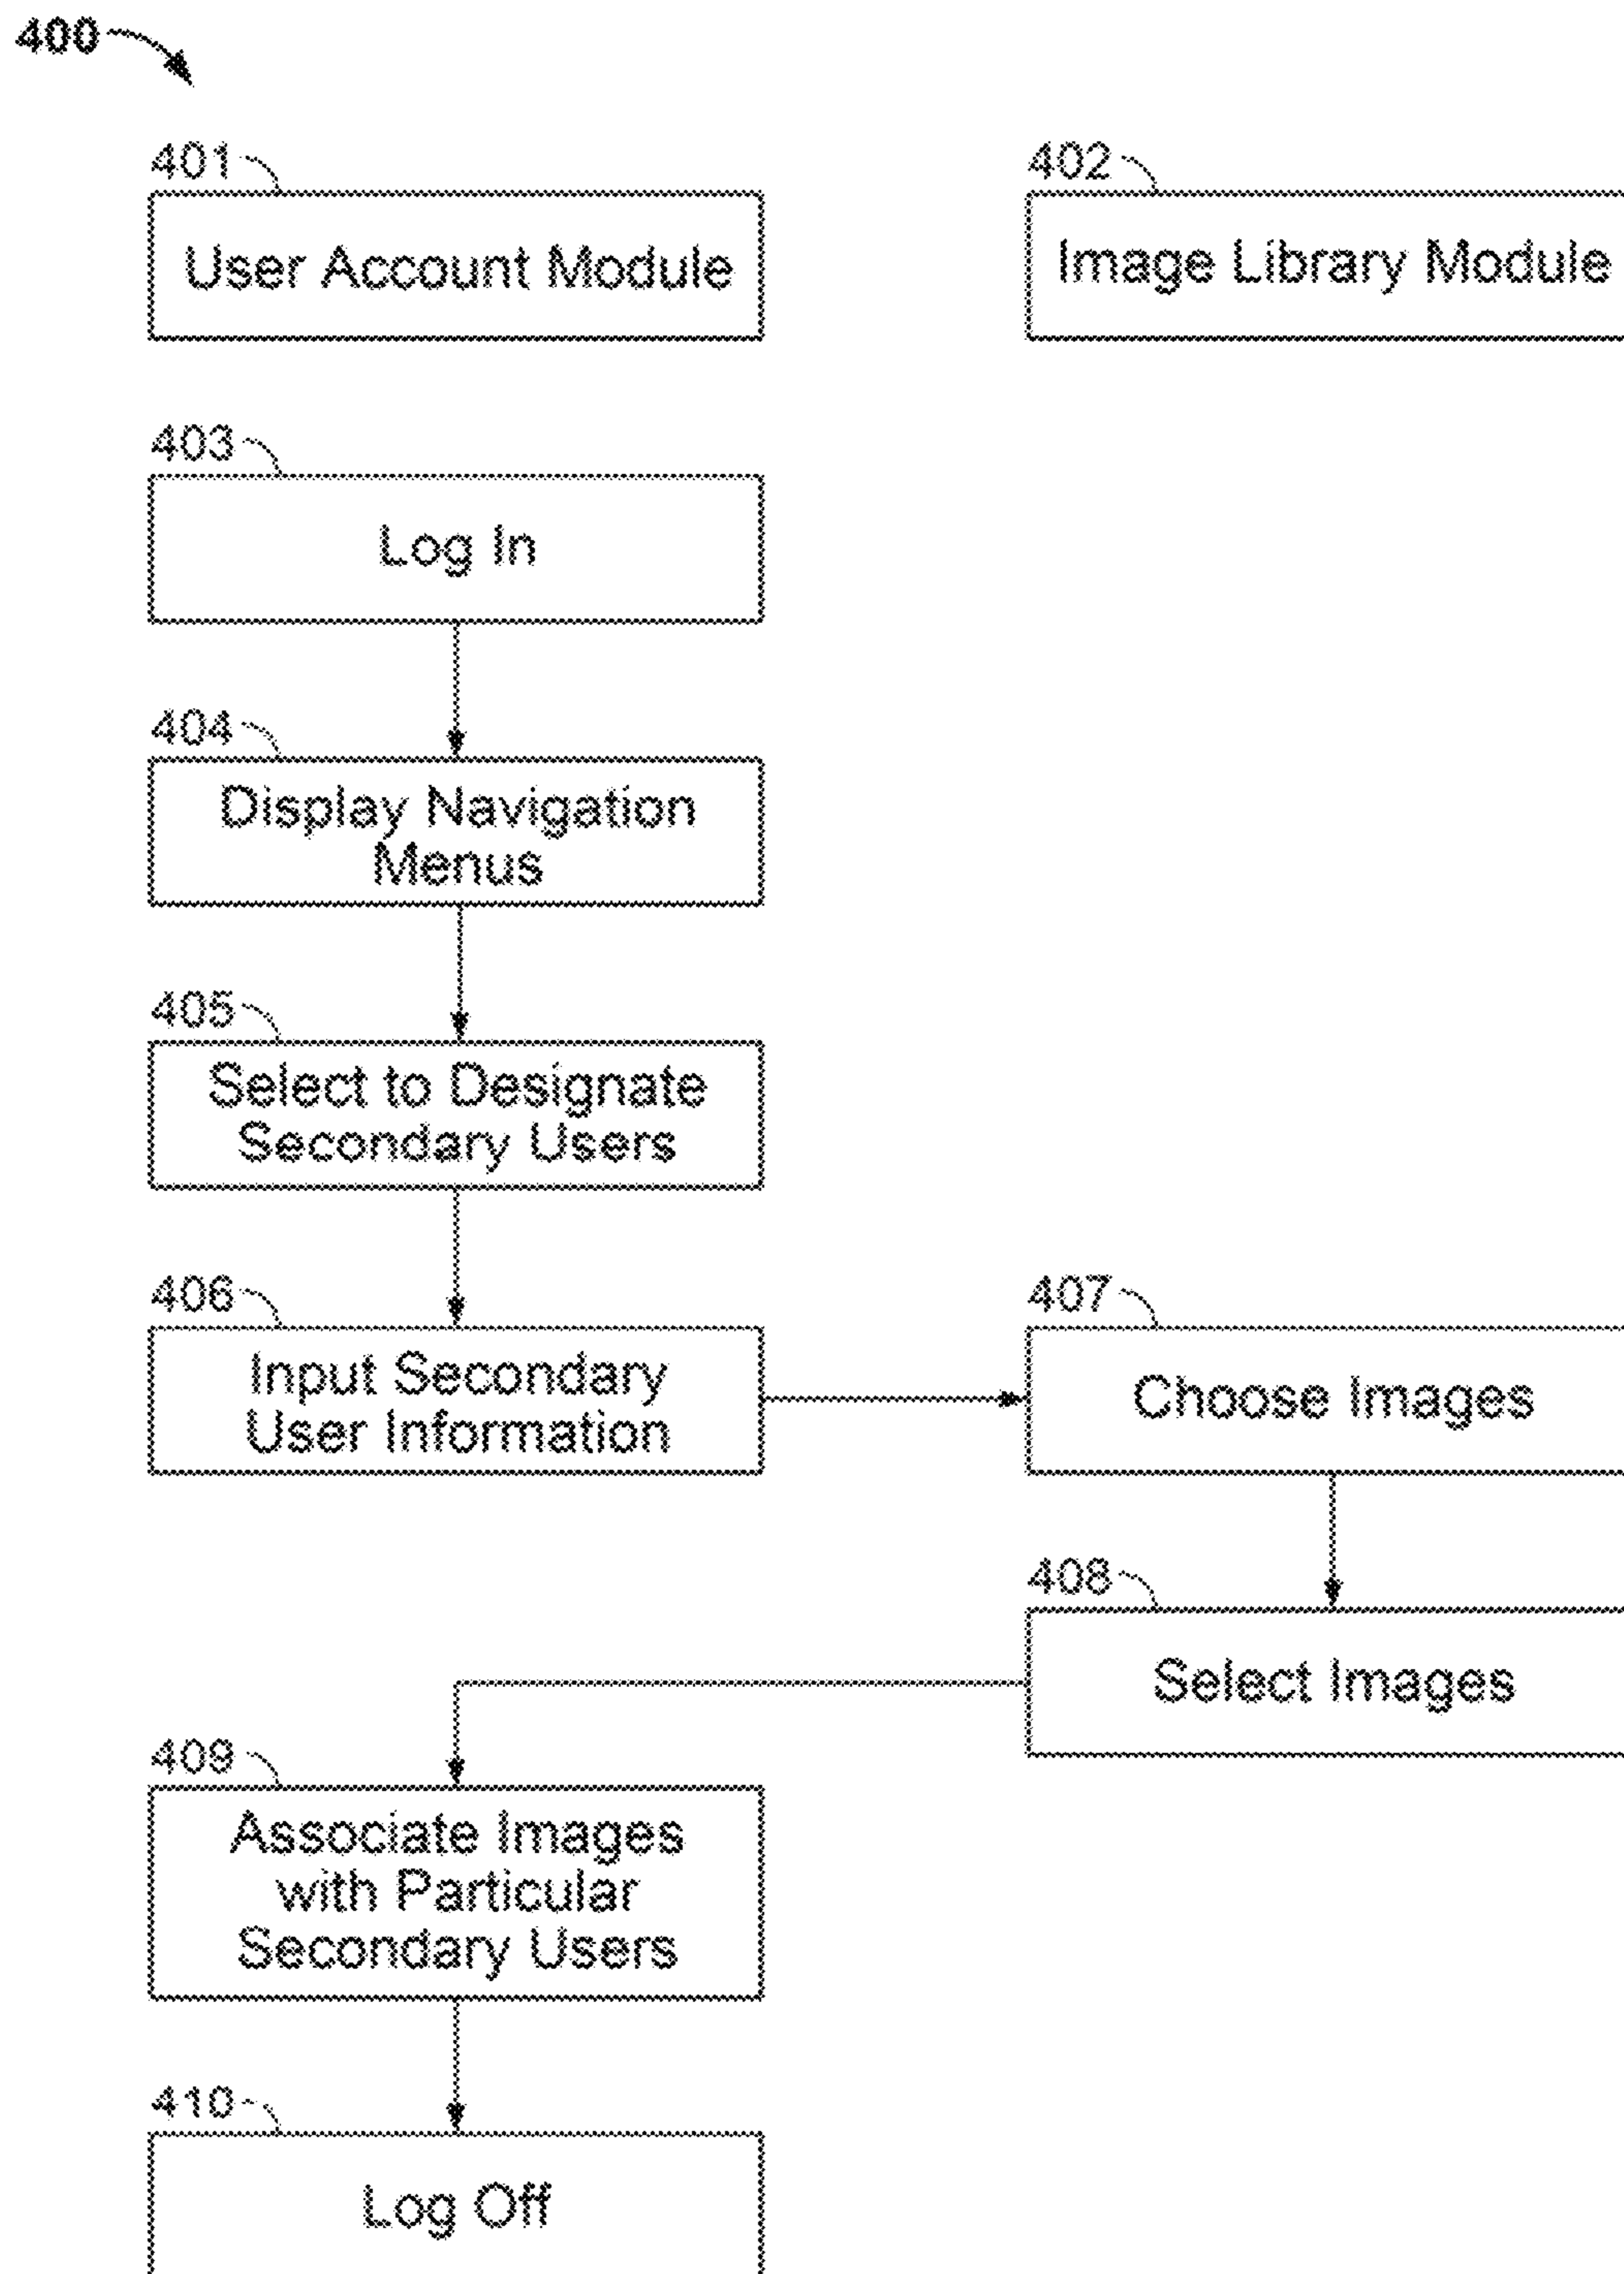 400
401
User Account Module
402
Image Library Module
403
Log In
404
Display Navigation
Menus
405
Select to Designate
Secondary Users
406
Input Secondary
User Information
407
Choose Images
408
Select Images
409
Associate Images
with Particular
Secondary Users
410
Log Off